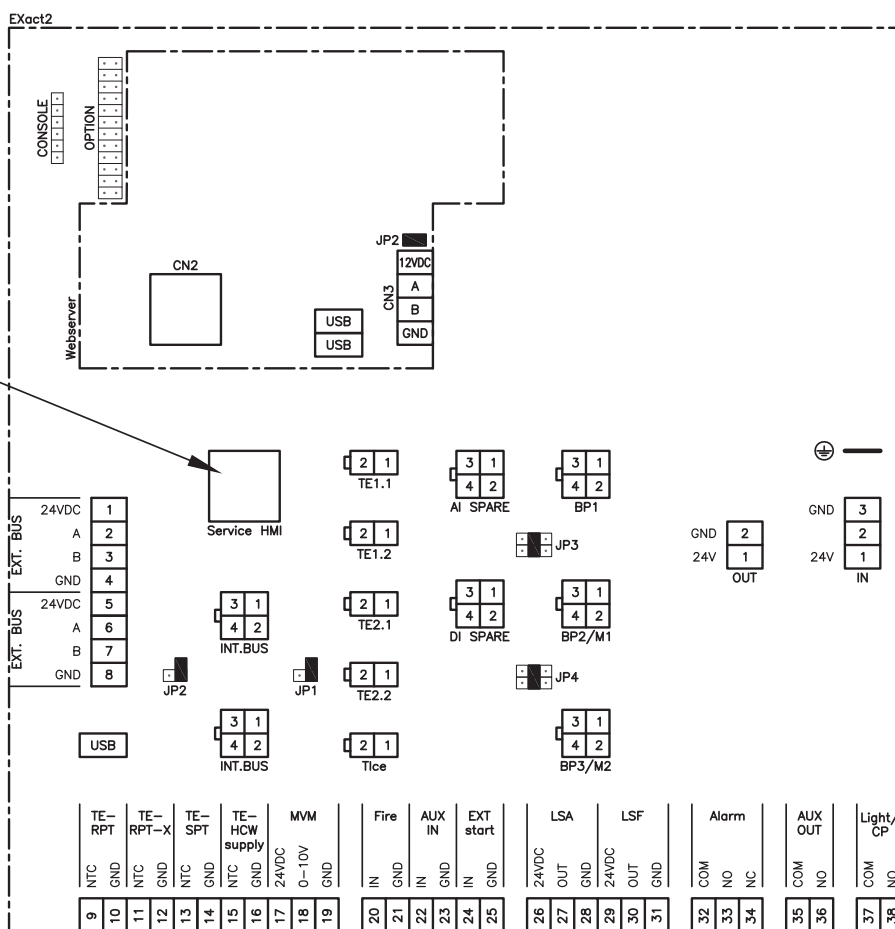 EXact2
CONSOLE
OPTION
JP2
12VDC
A
B
GND
CN3
CN2
USB
USB
Webserver
Service HMI
2 1
TE1.1
3 1
4 2
AI SPARE
3 1
4 2
BP1
EXT. BUS
24VDC 1
A 2
B 3
GND 4
EXT. BUS
24VDC 5
A 6
B 7
GND 8
2 1
TE1.2
JP3
GND 2
24V 1
OUT
GND 3
2
24V 1
IN
3 1
4 2
INT.BUS
2 1
TE2.1
3 1
4 2
DI SPARE
3 1
4 2
BP2/M1
JP2
JP1
2 1
TE2.2
JP4
USB
3 1
4 2
INT.BUS
2 1
TIce
3 1
4 2
BP3/M2
TE-
RPT
TE-
RPT-X
TE-
SPT
TE-
HCW
supply
MVM
Fire
AUX
IN
EXT
start
LSA
LSF
Alarm
AUX
OUT
Light/
CP
NTC GND NTC GND NTC GND NTC GND 24VDC 0-10V GND IN GND IN GND IN GND 24VDC OUT GND 24VDC OUT GND COM NO NC COM NO COM NO
9 10 11 12 13 14 15 16 17 18 19 20 21 22 23 24 25 26 27 28 29 30 31 32 33 34 35 36 37 38